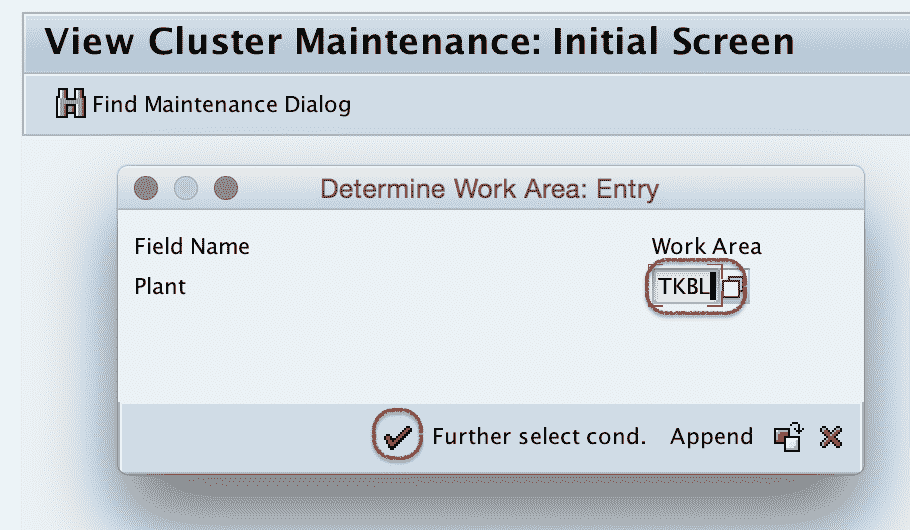 View Cluster Maintenance: Initial Screen
Find Maintenance Dialog
Determine Work Area: Entry
Field Name Work Area
Plant TKBL
Further select cond. Append